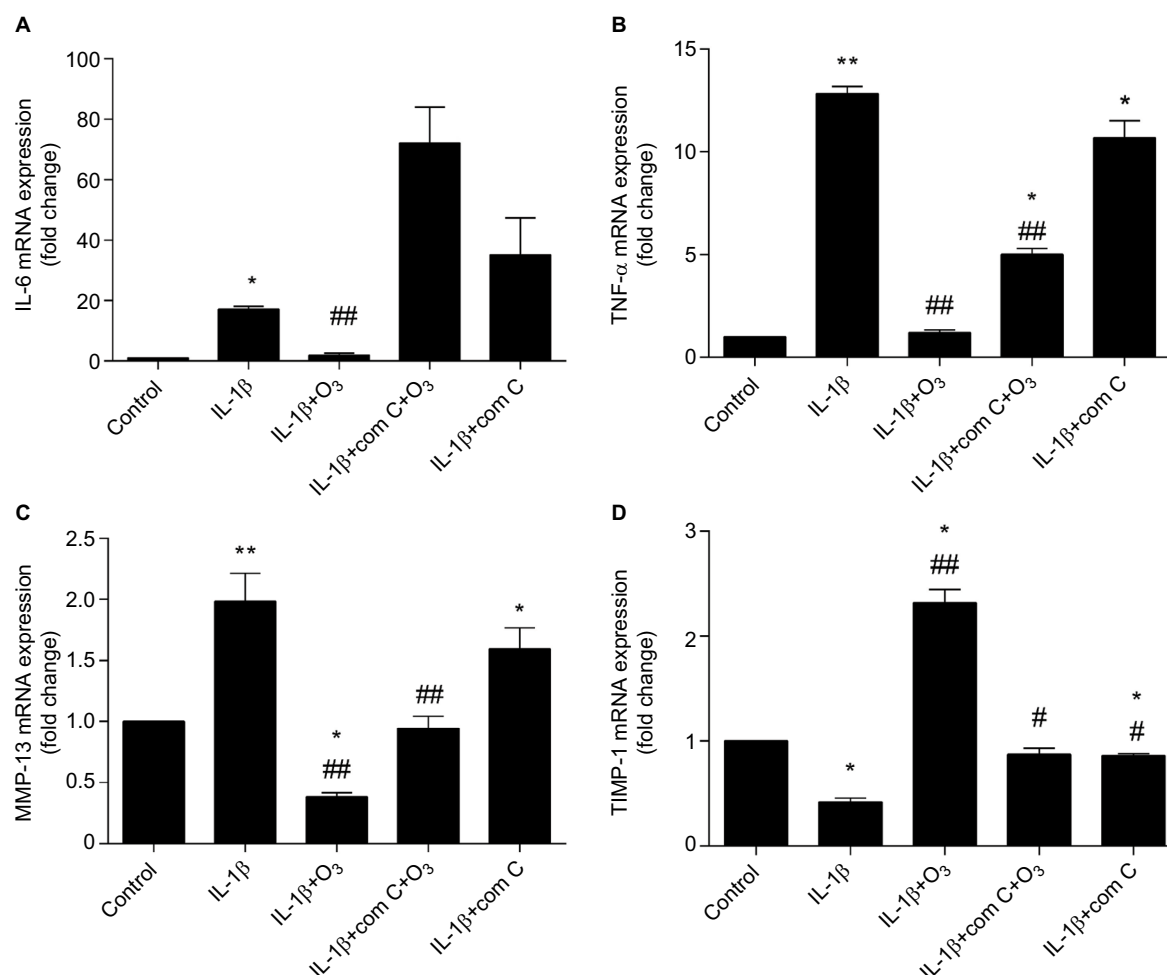 A
IL-6 mRNA expression
(fold change)
100
80
60
40
20
0
*
##
Control
IL-1β
IL-1β+O₃
IL-1β+com C+O₃
IL-1β+com C
B
TNF-α mRNA expression
(fold change)
15
10
5
0
**
##
*
##
*
Control
IL-1β
IL-1β+O₃
IL-1β+com C+O₃
IL-1β+com C
C
MMP-13 mRNA expression
(fold change)
2.5
2.0
1.5
1.0
0.5
0
**
*
##
##
*
Control
IL-1β
IL-1β+O₃
IL-1β+com C+O₃
IL-1β+com C
D
TIMP-1 mRNA expression
(fold change)
3
2
1
0
*
*
##
#
*
#
Control
IL-1β
IL-1β+O₃
IL-1β+com C+O₃
IL-1β+com C